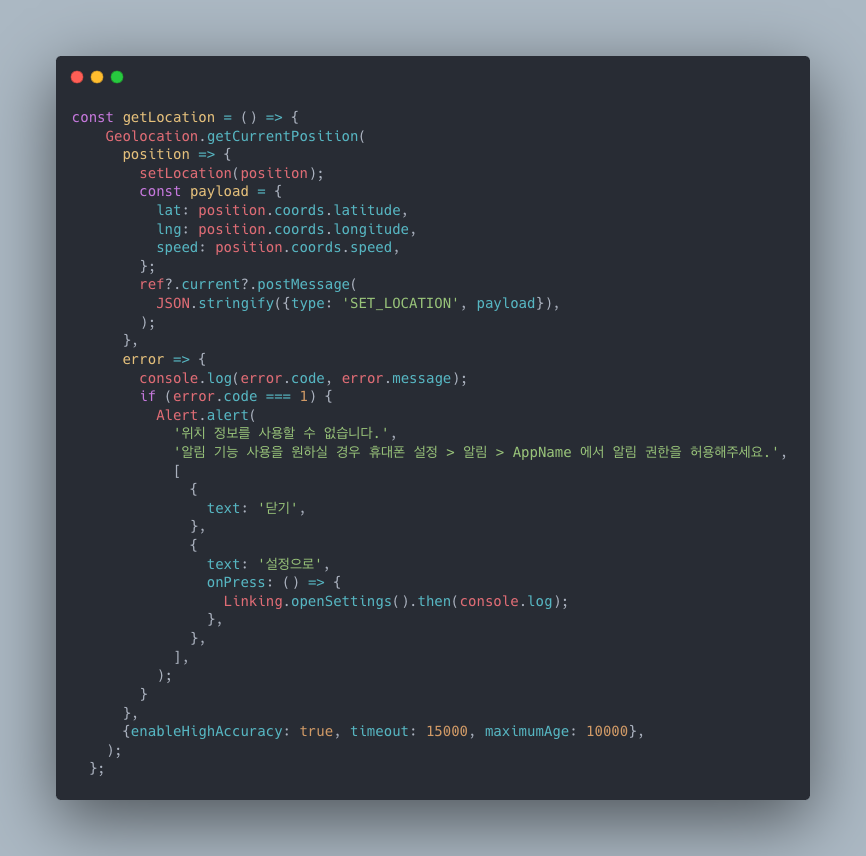 const getLocation = () => {
    Geolocation.getCurrentPosition(
      position => {
        setLocation(position);
        const payload = {
          lat: position.coords.latitude,
          lng: position.coords.longitude,
          speed: position.coords.speed,
        };
        ref?.current?.postMessage(
          JSON.stringify({type: 'SET_LOCATION', payload}),
        );
      },
      error => {
        console.log(error.code, error.message);
        if (error.code === 1) {
          Alert.alert(
            '위치 정보를 사용할 수 없습니다.',
            '알림 기능 사용을 원하실 경우 휴대폰 설정 > 알림 > AppName 에서 알림 권한을 허용해주세요.',
            [
              {
                text: '닫기',
              },
              {
                text: '설정으로',
                onPress: () => {
                  Linking.openSettings().then(console.log);
                },
              },
            ],
          );
        }
      },
      {enableHighAccuracy: true, timeout: 15000, maximumAge: 10000},
    );
  };